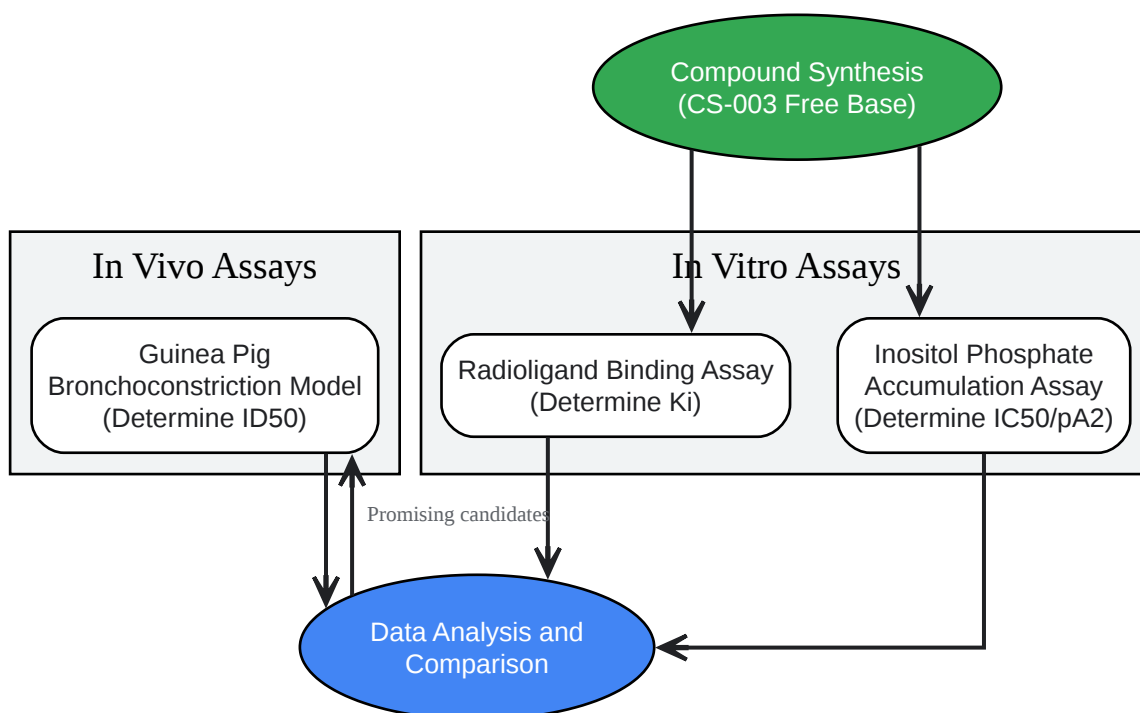 Compound Synthesis
(CS-003 Free Base)
In Vivo Assays
In Vitro Assays
Guinea Pig
Bronchoconstriction Model
(Determine ID50)
Radioligand Binding Assay
(Determine Ki)
Inositol Phosphate
Accumulation Assay
(Determine IC50/pA2)
Promising candidates
Data Analysis and
Comparison